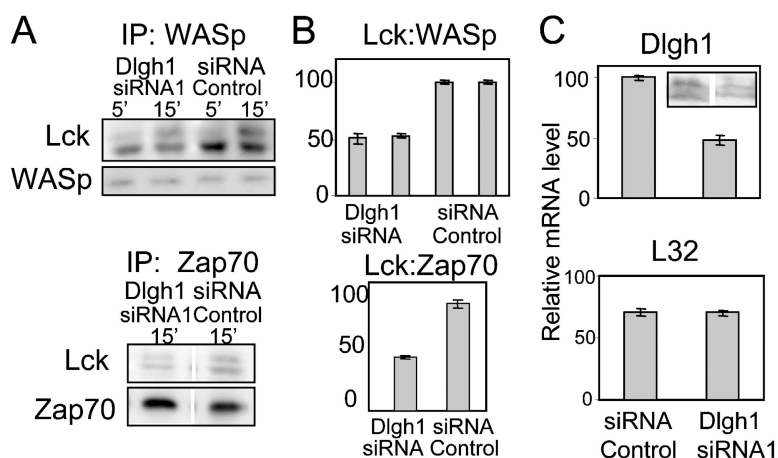 A
IP: WASp
Dlgh1 siRNA
siRNA1 Control
5’ 15’ 5’ 15’
Lck
WASp
IP: Zap70
Dlgh1 siRNA
siRNA1 Control
15’ 15’
Lck
Zap70
B
Lck:WASp
100
50
0
Dlgh1 siRNA
siRNA Control
Lck:Zap70
100
50
0
Dlgh1 siRNA
siRNA Control
C
Relative mRNA level
Dlgh1
100
50
0
L32
100
50
0
siRNA Dlgh1
Control siRNA1